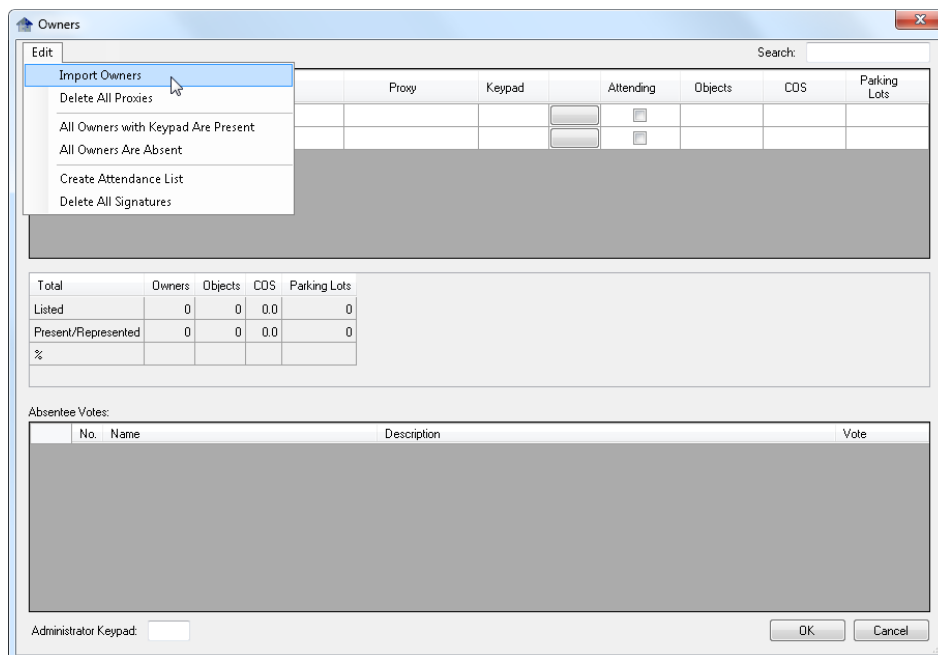 Owners
Edit
Search:
Import Owners
Delete All Proxies
All Owners with Keypad Are Present
All Owners Are Absent
Create Attendance List
Delete All Signatures
Proxy Keypad Attending Objects COS Parking
Lots
Total Owners Objects COS Parking Lots
Listed 0 0 0.0 0
Present/Represented 0 0 0.0 0
%
Absentee Votes:
No. Name Description Vote
Administrator Keypad:
OK Cancel